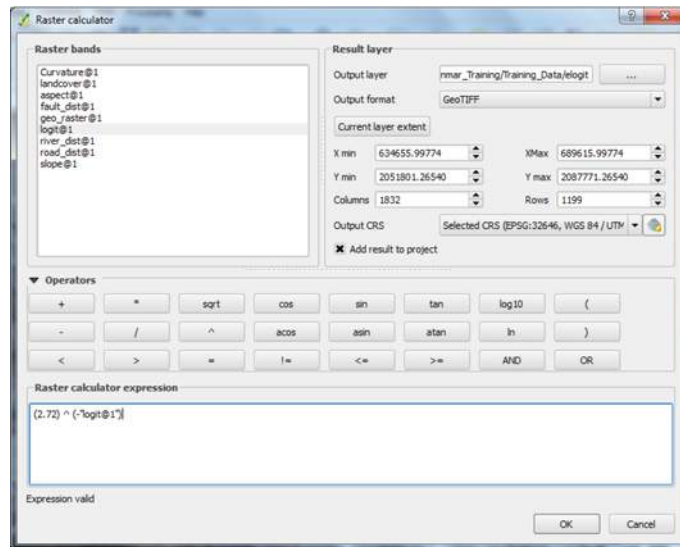 Raster calculator
Raster bands
Curvature@1
landcover@1
aspect@1
fault_dist@1
geo_raster@1
logit@1
river_dist@1
road_dist@1
slope@1
Result layer
Output layer nmar_Training/Training_Data/elogit ...
Output format GeoTIFF
Current layer extent
X min 634655.99774 XMax 689615.99774
Y min 2051801.26540 Y max 2087771.26540
Columns 1832 Rows 1199
Output CRS Selected CRS (EPSG:32646, WGS 84 / UTM
Add result to project
Operators
+ * sqrt cos sin tan log10 (
- / ^ acos asin atan ln )
< > = != <= >= AND OR
Raster calculator expression
(2.72) ^ (-"logit@1")
Expression valid
OK Cancel